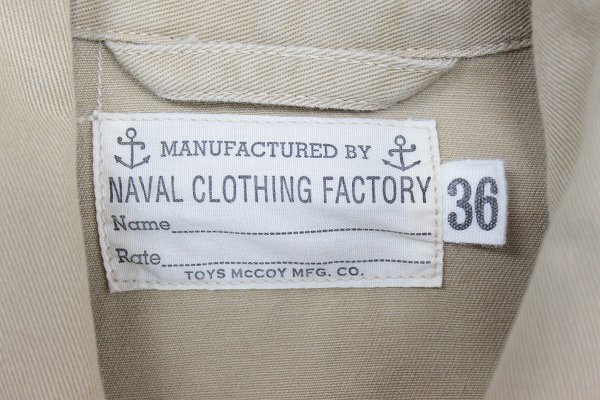 MANUFACTURED BY
NAVAL CLOTHING FACTORY
Name
Rate
TOYS McCOY MFG. CO.
36